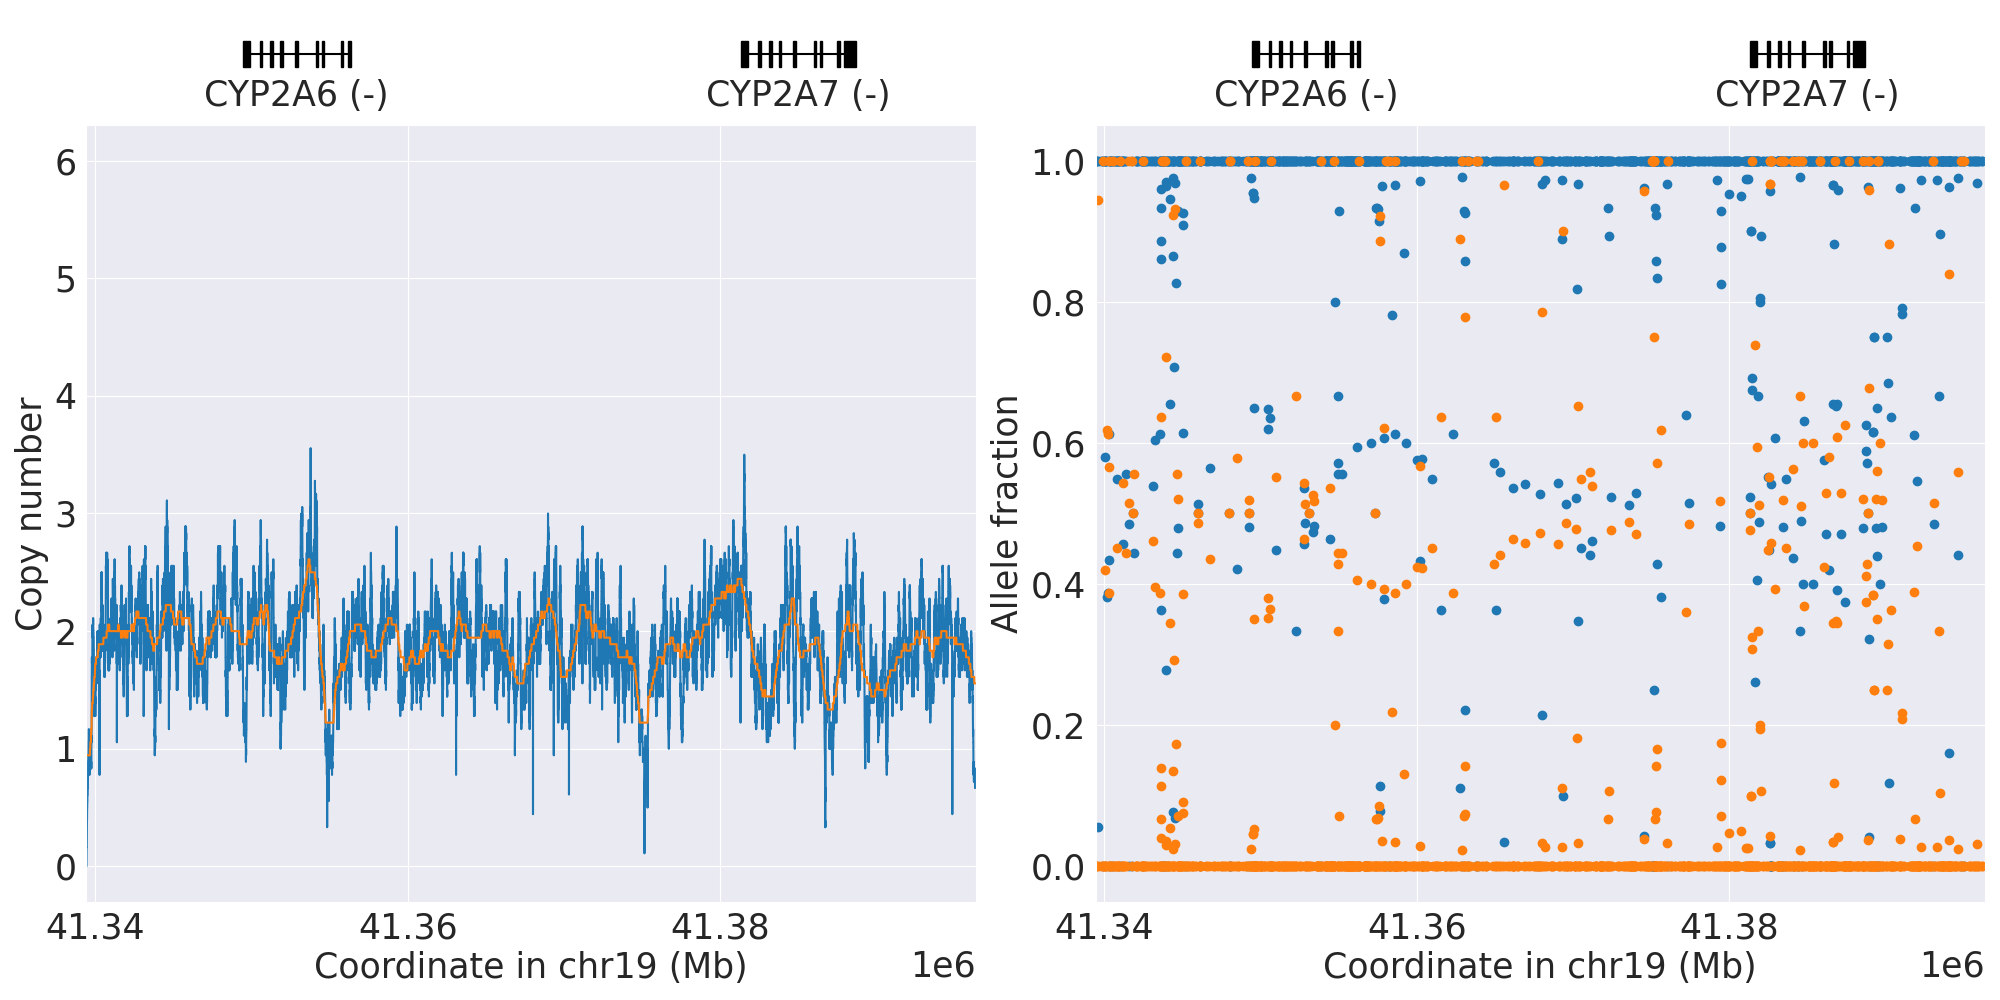 CYP2A6 (-)
CYP2A7 (-)
Copy number
6
5
4
3
2
1
0
41.34
41.36
41.38
Coordinate in chr19 (Mb)
1e6
CYP2A6 (-)
CYP2A7 (-)
Allele fraction
1.0
0.8
0.6
0.4
0.2
0.0
41.34
41.36
41.38
Coordinate in chr19 (Mb)
1e6